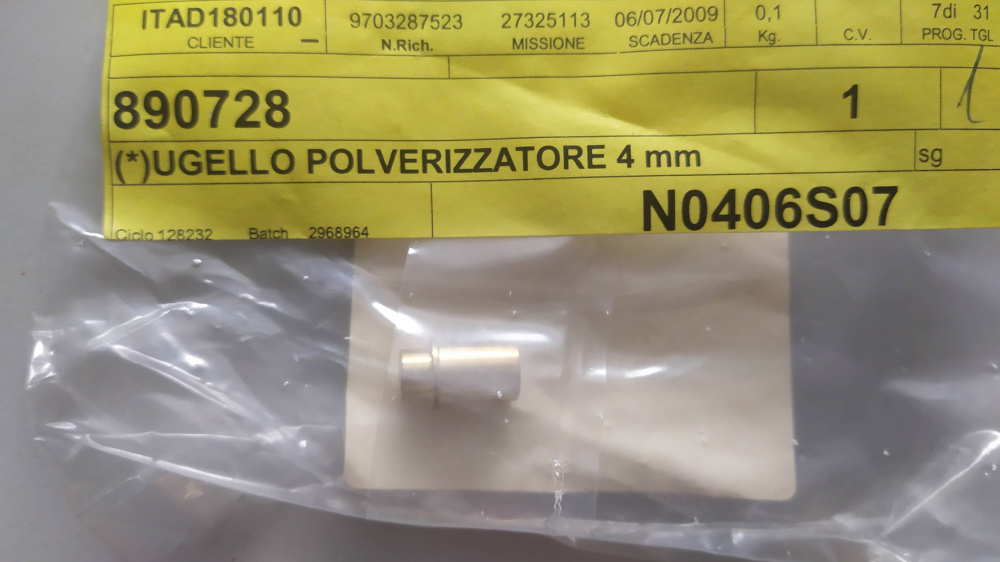 ITAD180110 9703287523 27325113 06/07/2009 0,1 7di 31
CLIENTE N.Rich. MISSIONE SCADENZA Kg. C.V. PROG. TGL
890728 1
(*)UGELLO POLVERIZZATORE 4 mm sg
N0406S07
Ciclo 128232 Batch 2968964